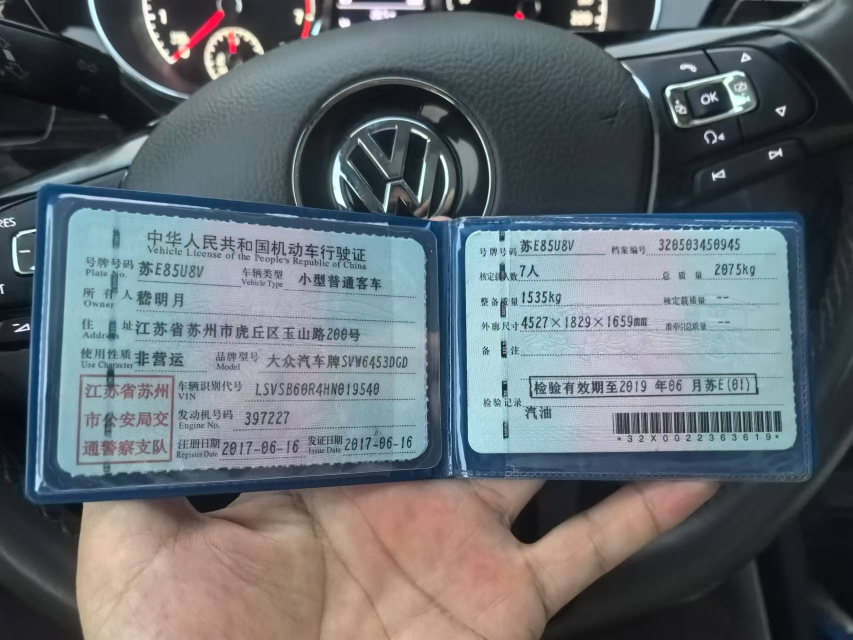 中华人民共和国机动车行驶证
Vehicle License of the People's Republic of China
号牌号码 苏E85U8V 车辆类型 小型普通客车
Plate No. Vehicle Type
所有人 嵇明月
Owner
住址 江苏省苏州市虎丘区玉山路200号
Address
使用性质 非营运 品牌型号 大众汽车牌SVW6453DGD
Use Character Model
江苏省苏州
市公安局交
通警察支队
车辆识别代号 LSVSB60R4HN019540
VIN
发动机号码 397227
Engine No.
注册日期 2017-06-16 发证日期 2017-06-16
Register Date Issue Date
号牌号码 苏E85U8V 档案编号 320503450945
核定载人数 7人 总质量 2075kg
整备质量 1535kg 核定载质量 --
外廓尺寸 4527×1829×1659mm 准牵引总质量 --
备注
检验有效期至2019 年06 月苏E(01)
检验记录
汽油
*32X0022363619*
OK
RES